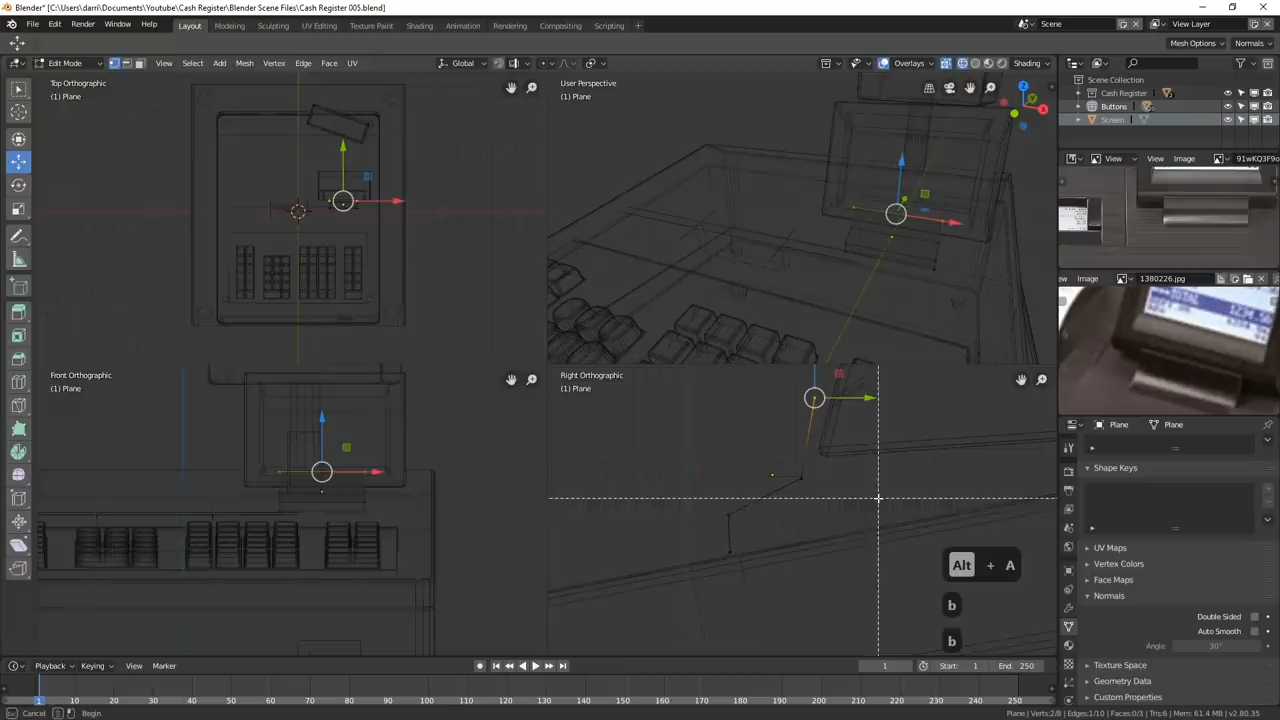 Blender* [C:\Users\darri\Documents\Youtube\Cash Register\Blender Scene Files\Cash Register 005.blend]
File Edit Render Window Help Layout Modeling Sculpting UV Editing Texture Paint Shading Animation Rendering Compositing Scripting + Scene View Layer
Mesh Options Normals
Edit Mode View Select Add Mesh Vertex Edge Face UV Global Overlays Shading
Top Orthographic
(1) Plane
User Perspective
(1) Plane
Scene Collection
Cash Register
Buttons
Screen
View View Image 91wKQ3F9o
Image 1380226.jpg
Front Orthographic
(1) Plane
Right Orthographic
(1) Plane
Plane Plane
Shape Keys
UV Maps
Vertex Colors
Face Maps
Normals
Double Sided
Auto Smooth
Angle 30°
Texture Space
Geometry Data
Custom Properties
Alt + A
b
b
Playback Keying View Marker 1 Start: 1 End: 250
1 10 20 30 40 50 60 70 80 90 100 110 120 130 140 150 160 170 180 190 200 210 220 230 240 250
Cancel Begin Plane | Verts:2/8 | Edges:1/10 | Faces:0/3 | Tris:6 | Mem: 61.4 MB | v2.80.35